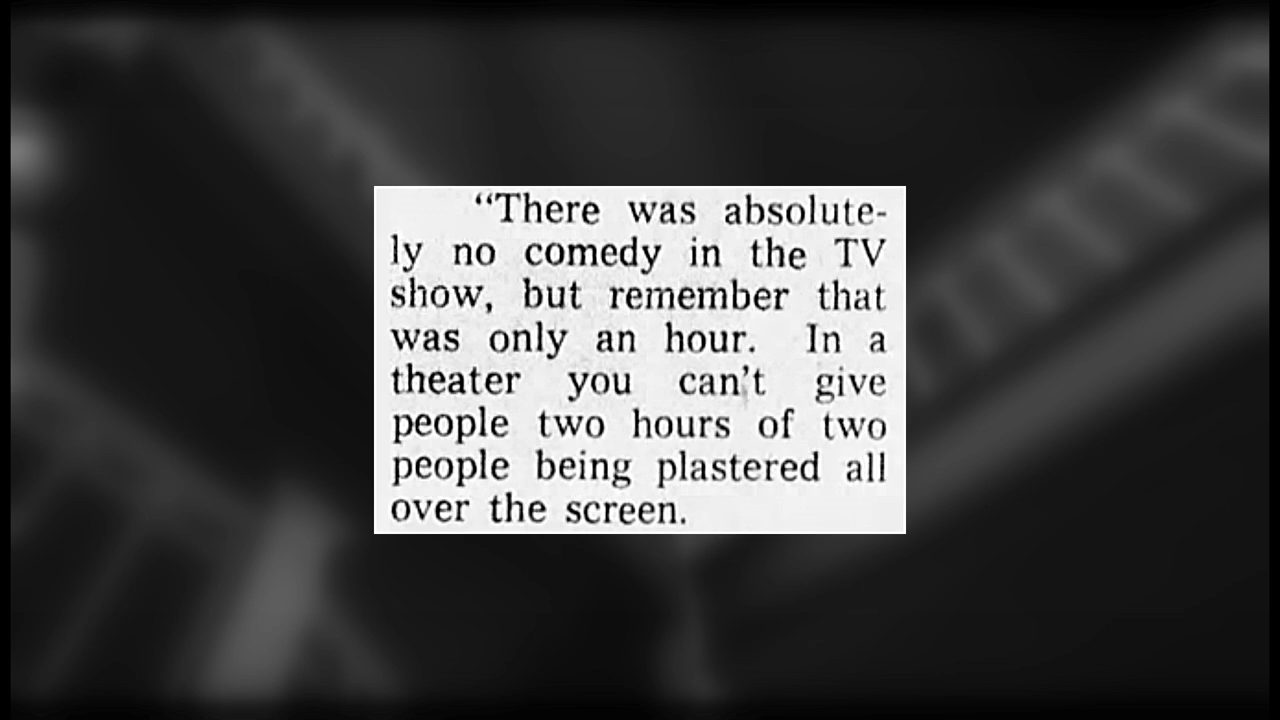 “There was absolute-
ly no comedy in the TV
show, but remember that
was only an hour. In a
theater you can't give
people two hours of two
people being plastered all
over the screen.